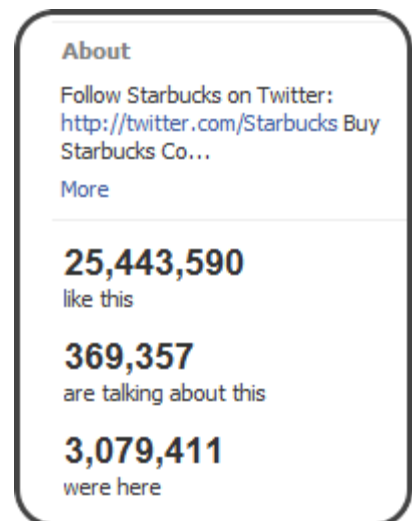 About
Follow Starbucks on Twitter:
http://twitter.com/Starbucks Buy
Starbucks Co...
More
25,443,590
like this
369,357
are talking about this
3,079,411
were here